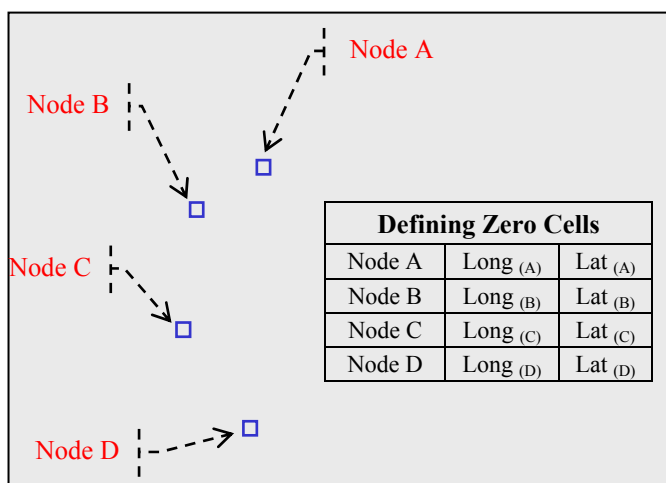 Node A
Node B
Node C
Node D
Defining Zero Cells
Node A Long (A) Lat (A)
Node B Long (B) Lat (B)
Node C Long (C) Lat (C)
Node D Long (D) Lat (D)